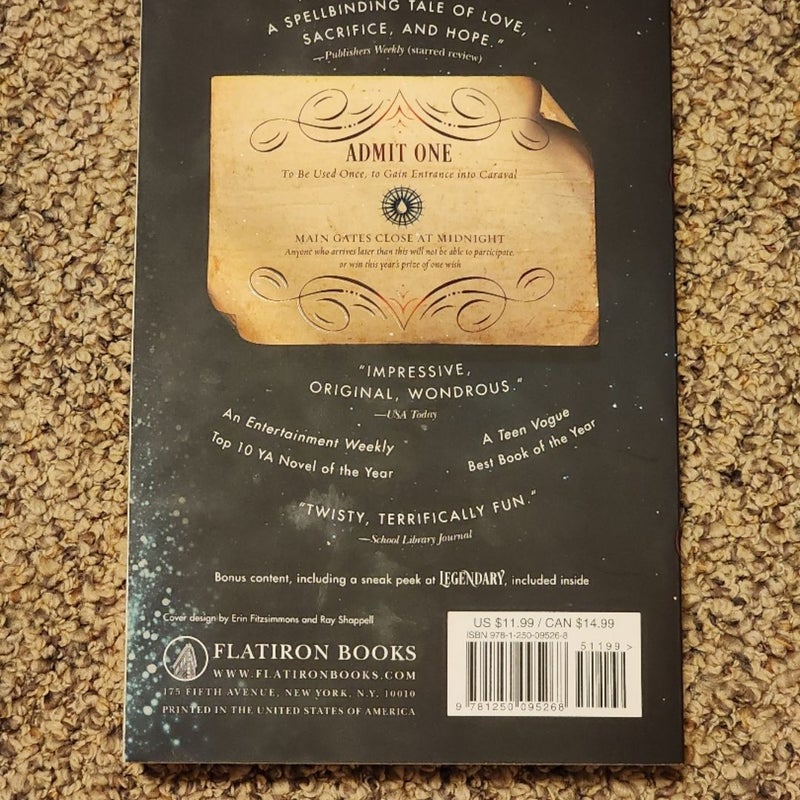 A SPELLBINDING TALE OF LOVE,
SACRIFICE, AND HOPE."
—Publishers Weekly (starred review)
ADMIT ONE
To Be Used Once, to Gain Entrance into Caraval
MAIN GATES CLOSE AT MIDNIGHT
Anyone who arrives later than this will not be able to participate,
or win this year's prize of one wish
"IMPRESSIVE,
ORIGINAL, WONDROUS."
—USA Today
An Entertainment Weekly
Top 10 YA Novel of the Year
A Teen Vogue
Best Book of the Year
"TWISTY, TERRIFICALLY FUN."
—School Library Journal
Bonus content, including a sneak peek at LEGENDARY, included inside
Cover design by Erin Fitzsimmons and Ray Shappell
FLATIRON BOOKS
WWW.FLATIRONBOOKS.COM
175 FIFTH AVENUE, NEW YORK, N.Y. 10010
PRINTED IN THE UNITED STATES OF AMERICA
US $11.99 / CAN $14.99
ISBN 978-1-250-09526-8
51199 >
9 781250 095268